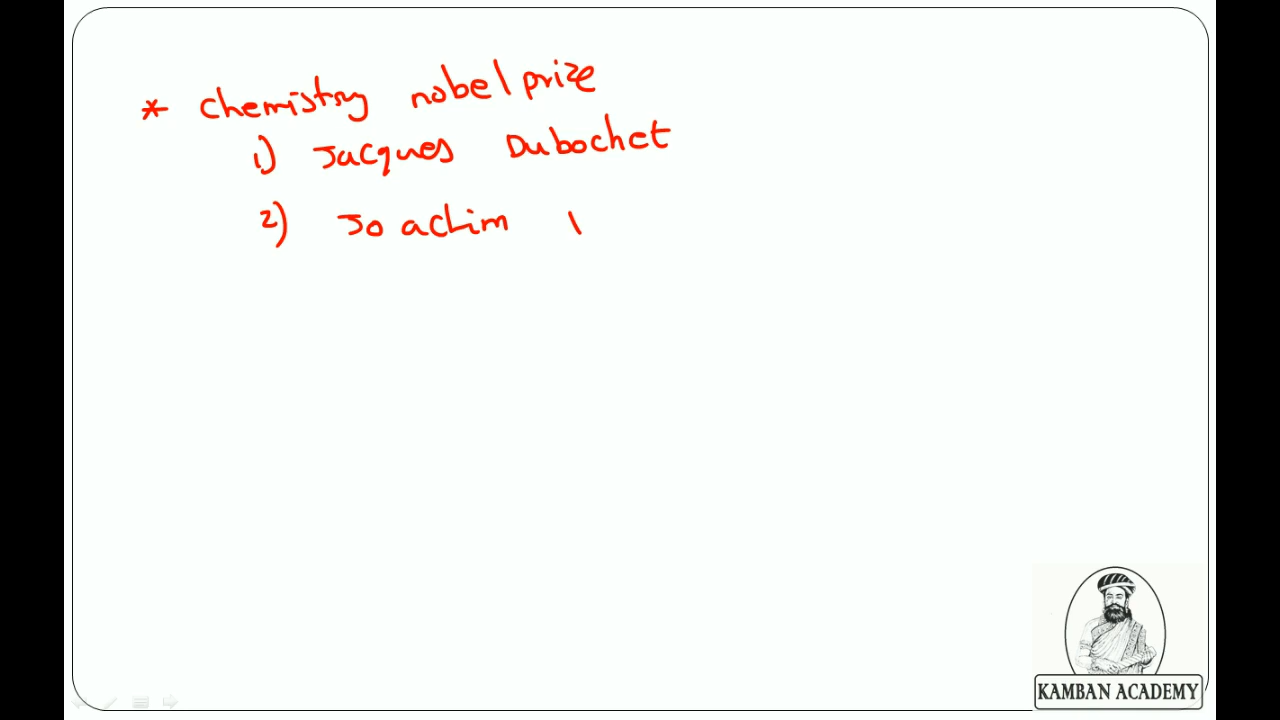 * Chemistry nobel prize
1) Jacques Dubochet
2) Joachim
KAMBAN ACADEMY